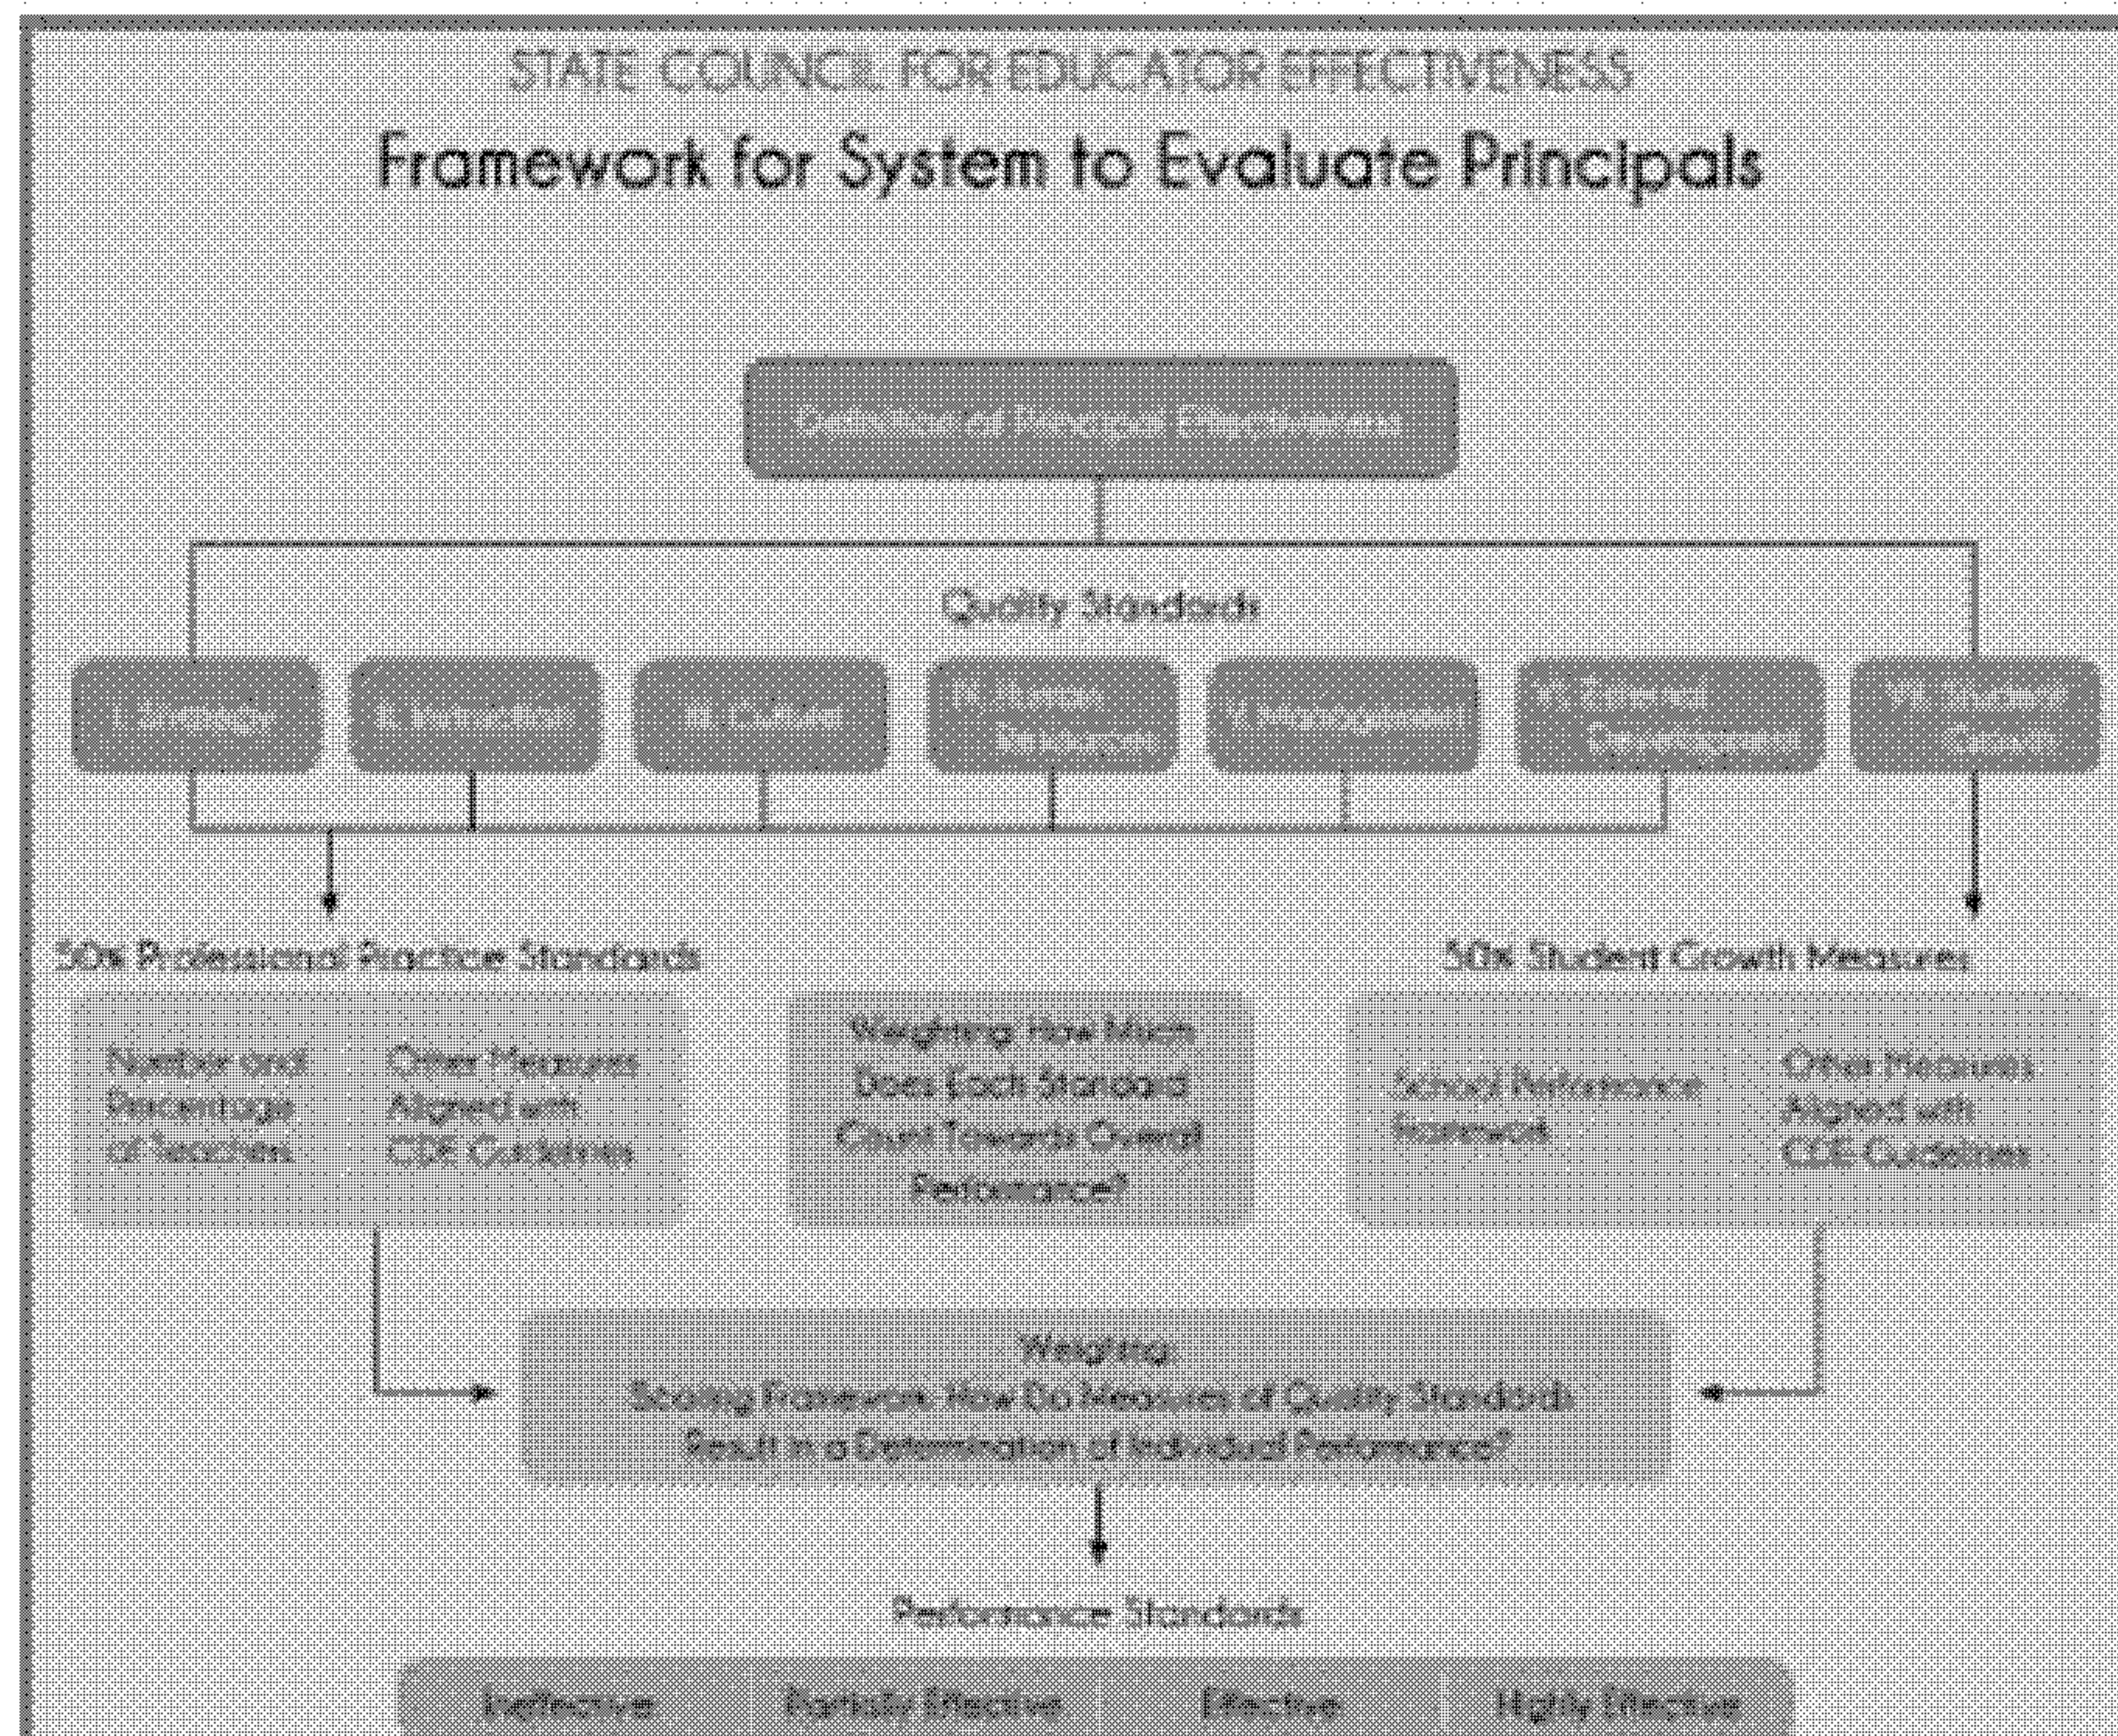 STATE COUNCIL FOR EDUCATOR EFFECTIVENESS
Framework for System to Evaluate Principals
Definition of Principal Effectiveness
Quality Standards
I. Strategy
II. Instruction
III. Culture
IV. Human
Resources
V. Management
VI. External
Development
VII. Student
Growth
50% Professional Practice Standards
50% Student Growth Measures
Number and
Percentage
of Teachers
Other Measures
Aligned with
CDE Guidelines
Weighting: How Much
Does Each Standard
Count Towards Overall
Performance?
School Performance
Framework
Other Measures
Aligned with
CDE Guidelines
Weighting:
Scoring Framework: How Do Measures of Quality Standards
Result in a Determination of Individual Performance?
Performance Standards
Ineffective
Partially Effective
Effective
Highly Effective